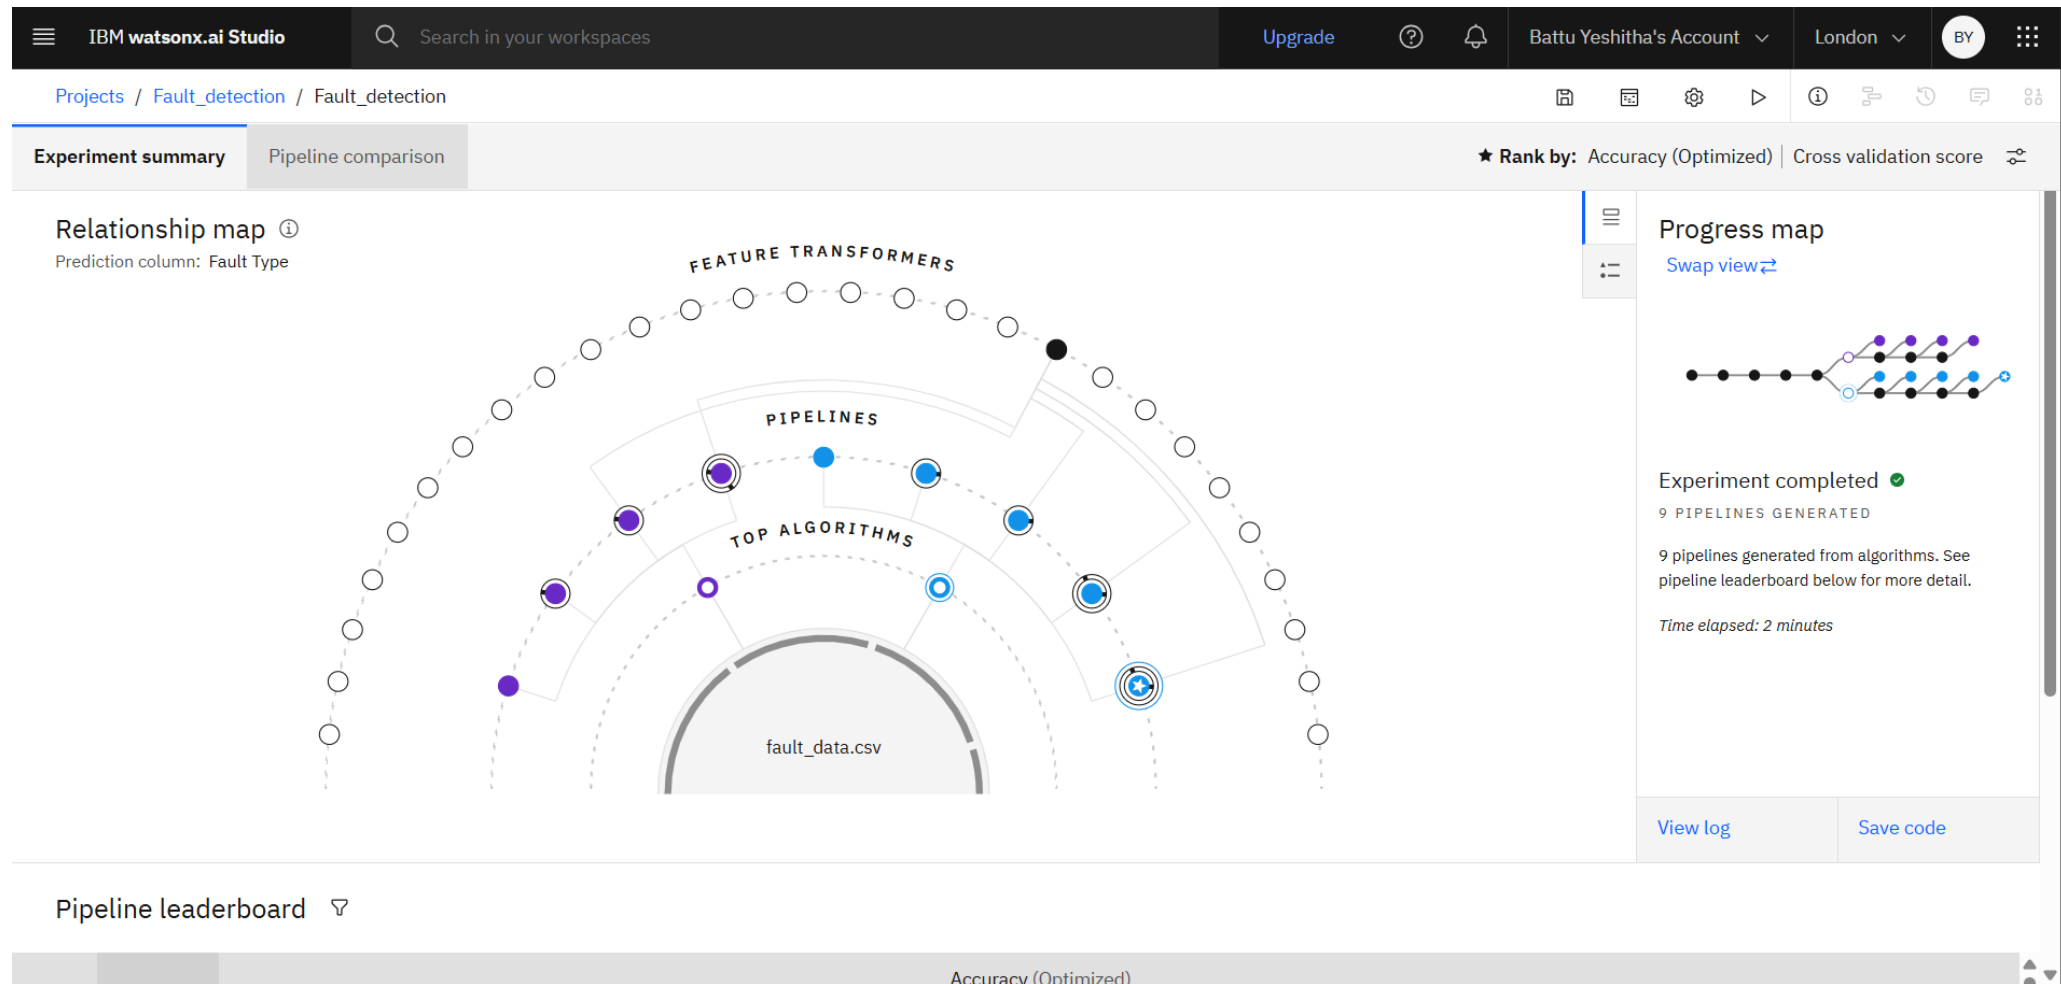 IBM watsonx.ai Studio
Search in your workspaces
Upgrade
Battu Yeshitha's Account
London
BY
Projects / Fault_detection / Fault_detection
Experiment summary
Pipeline comparison
Rank by: Accuracy (Optimized) | Cross validation score
Relationship map
Prediction column: Fault Type
FEATURE TRANSFORMERS
PIPELINES
TOP ALGORITHMS
fault_data.csv
Progress map
Swap view
Experiment completed
9 PIPELINES GENERATED
9 pipelines generated from algorithms. See
pipeline leaderboard below for more detail.
Time elapsed: 2 minutes
View log
Save code
Pipeline leaderboard
Accuracy (Optimized)